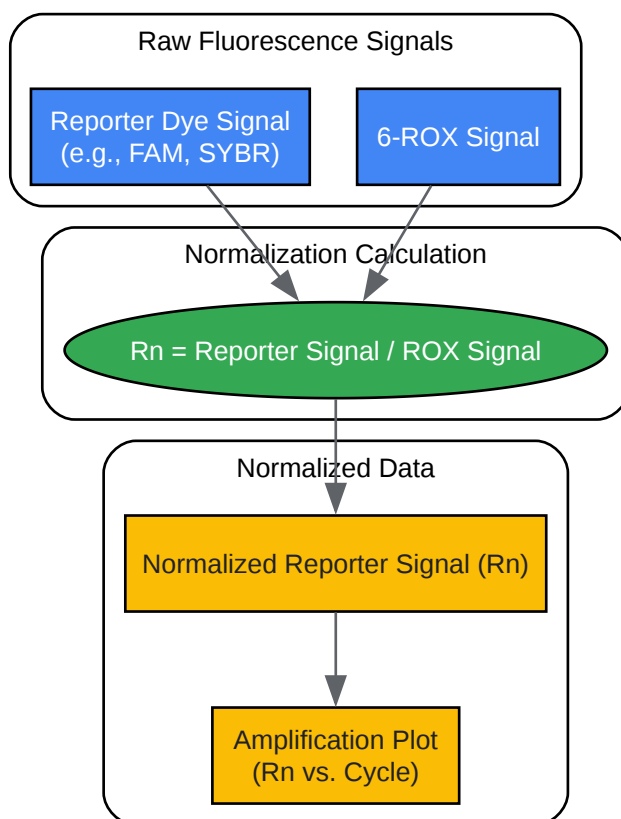 Raw Fluorescence Signals
Reporter Dye Signal
(e.g., FAM, SYBR)
6-ROX Signal
Normalization Calculation
Rn = Reporter Signal / ROX Signal
Normalized Data
Normalized Reporter Signal (Rn)
Amplification Plot
(Rn vs. Cycle)